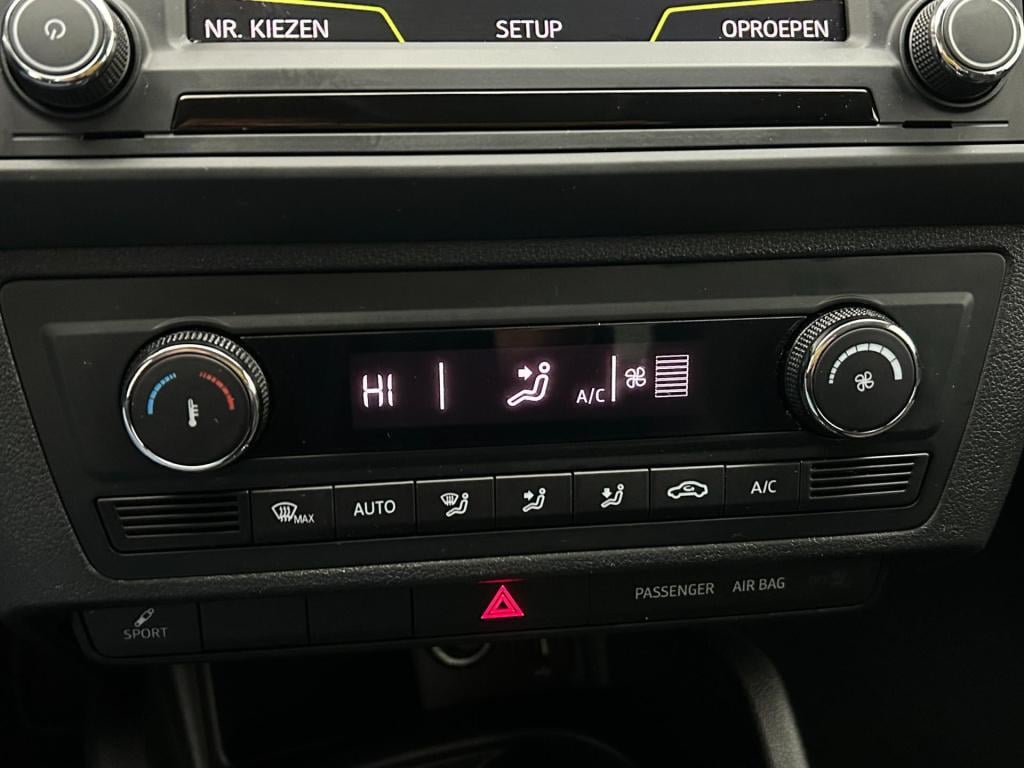 NR. KIEZEN SETUP OPROEPEN
HI A/C
MAX AUTO A/C
SPORT PASSENGER AIR BAG